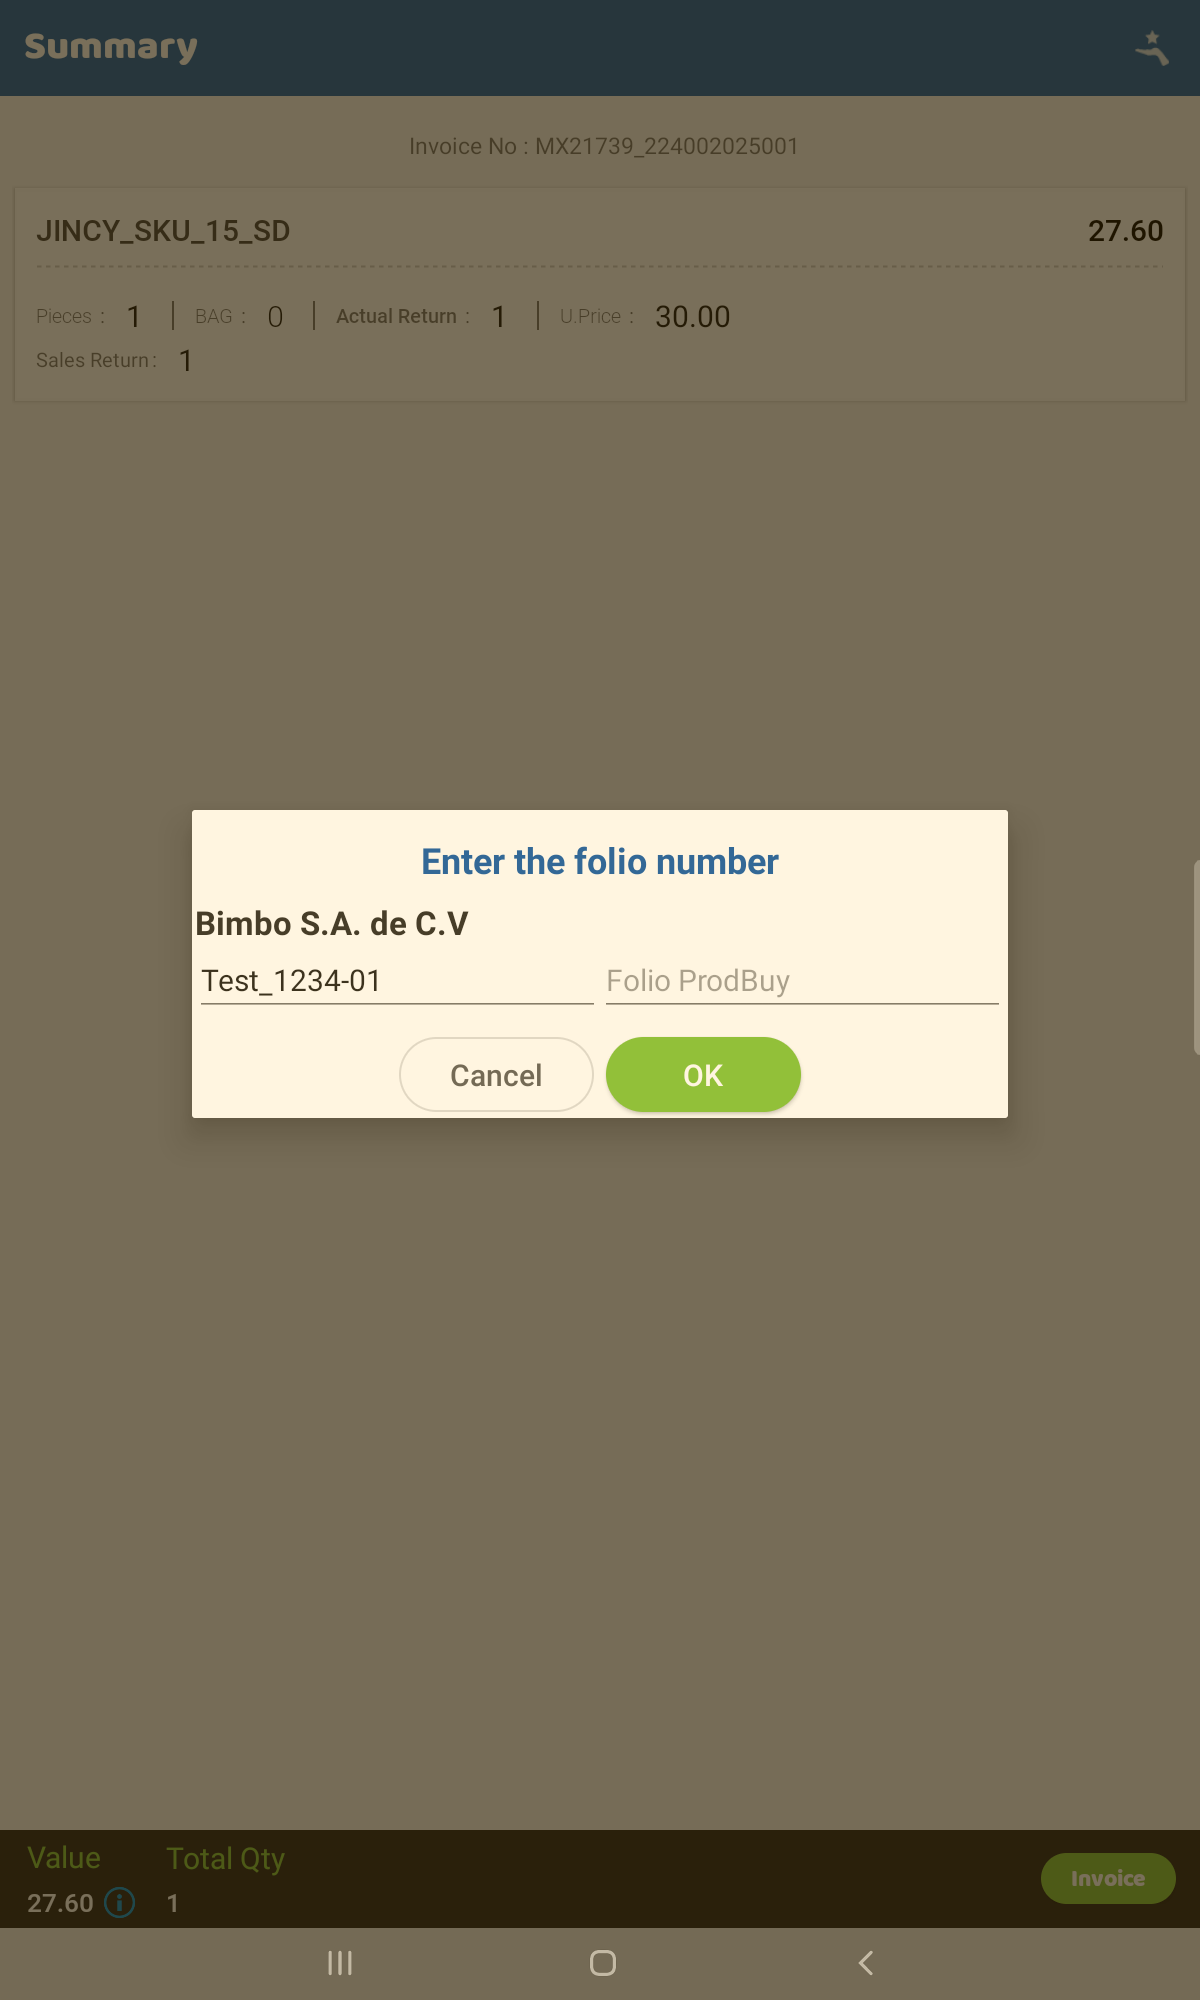 Summary
Invoice No : MX21739_224002025001
JINCY_SKU_15_SD 27.60
Pieces : 1 BAG : 0 Actual Return : 1 U.Price : 30.00
Sales Return : 1
Enter the folio number
Bimbo S.A. de C.V
Test_1234-01 Folio ProdBuy
Cancel OK
Value Total Qty
27.60 i 1
Invoice